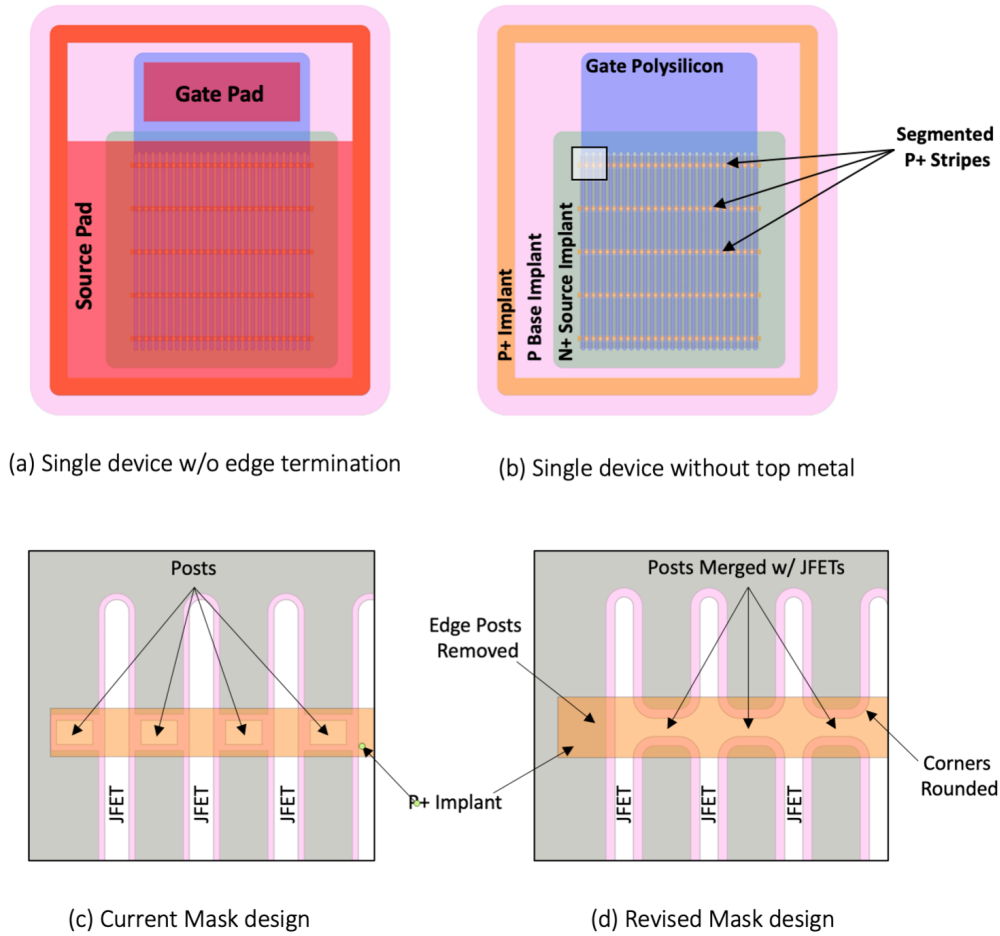 Gate Pad
Source Pad
Gate Polysilicon
P+ Implant
P Base Implant
N+ Source Implant
Segmented
P+ Stripes
(a) Single device w/o edge termination
(b) Single device without top metal
Posts
JFET
JFET
JFET
P+ Implant
Posts Merged w/ JFETs
Edge Posts
Removed
JFET
JFET
JFET
Corners
Rounded
(c) Current Mask design
(d) Revised Mask design